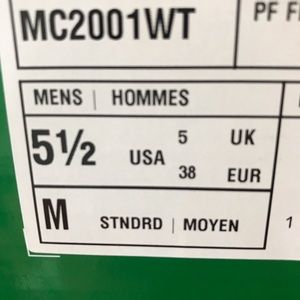 MC2001WT
PF
MENS | HOMMES
5½ USA 5 UK
38 EUR
M STNDRD | MOYEN
1